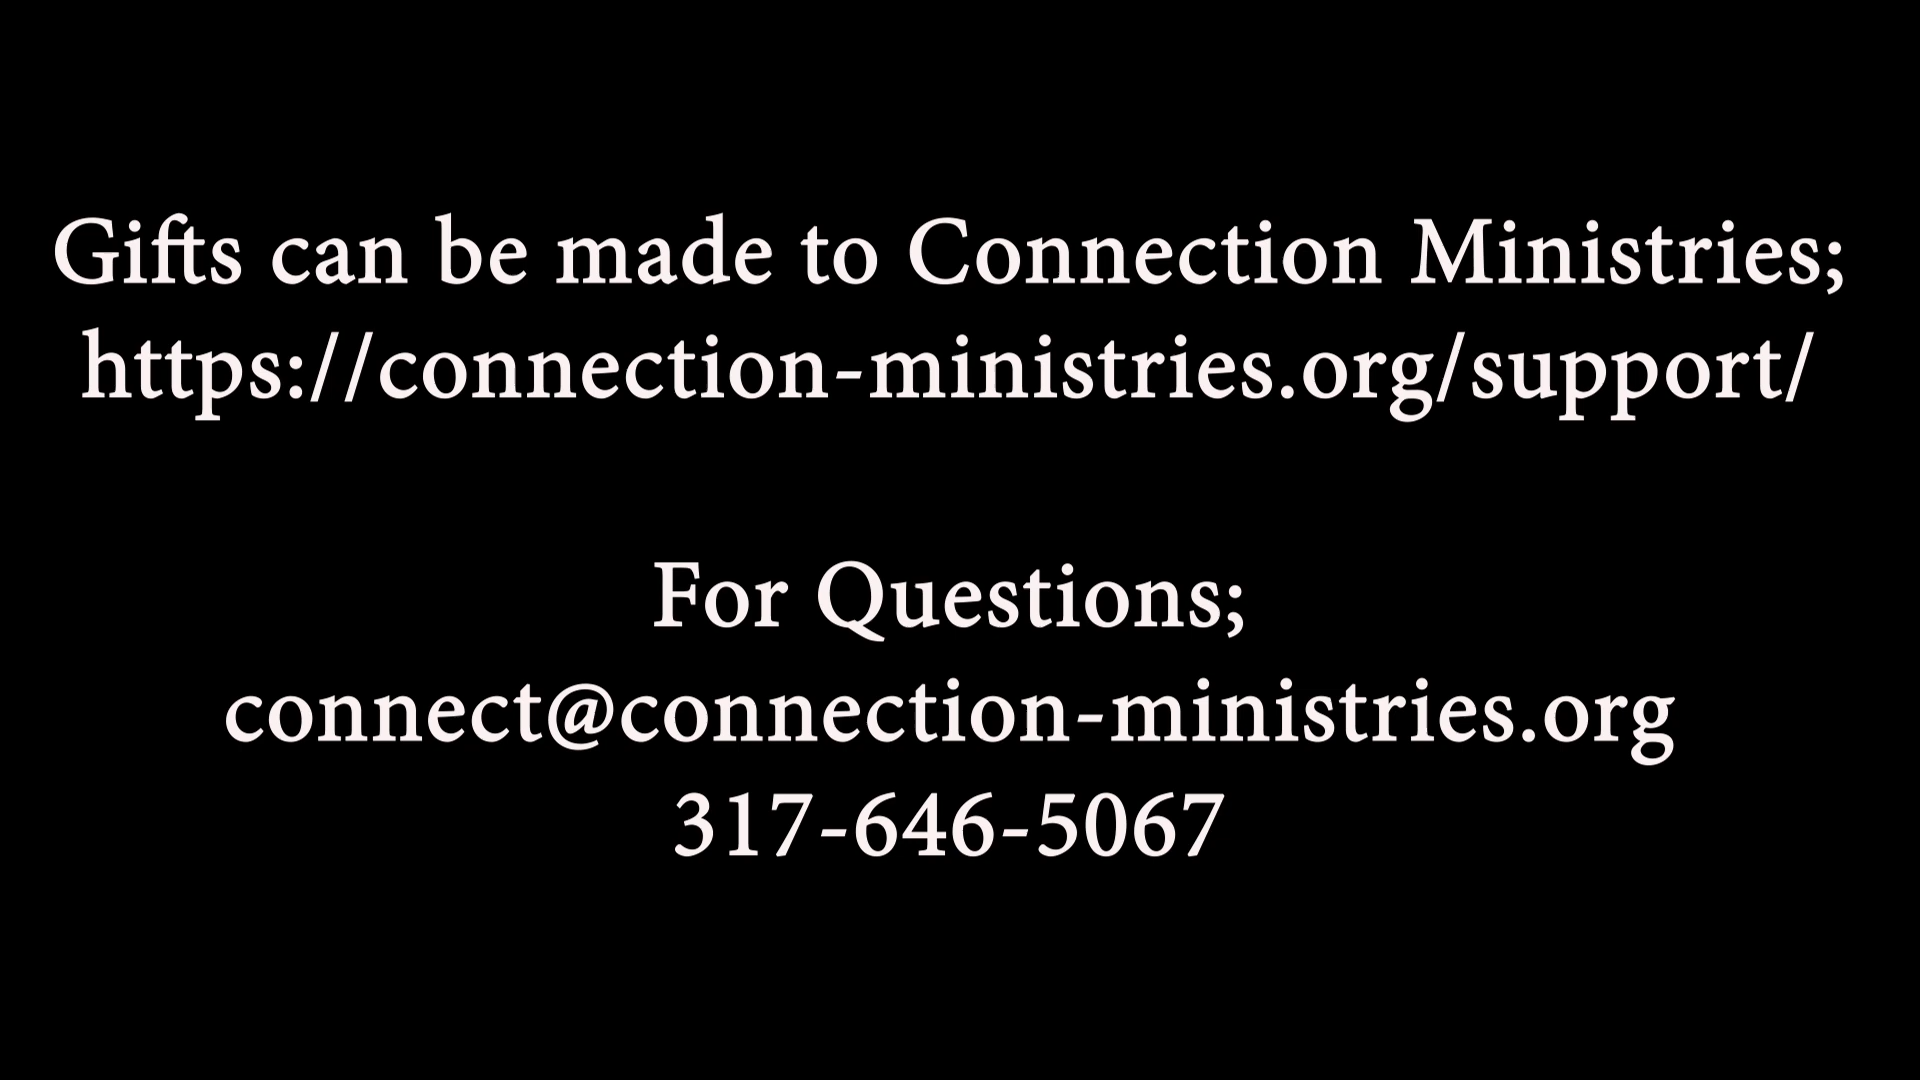 Gifts can be made to Connection Ministries;
https://connection-ministries.org/support/
For Questions;
connect@connection-ministries.org
317-646-5067